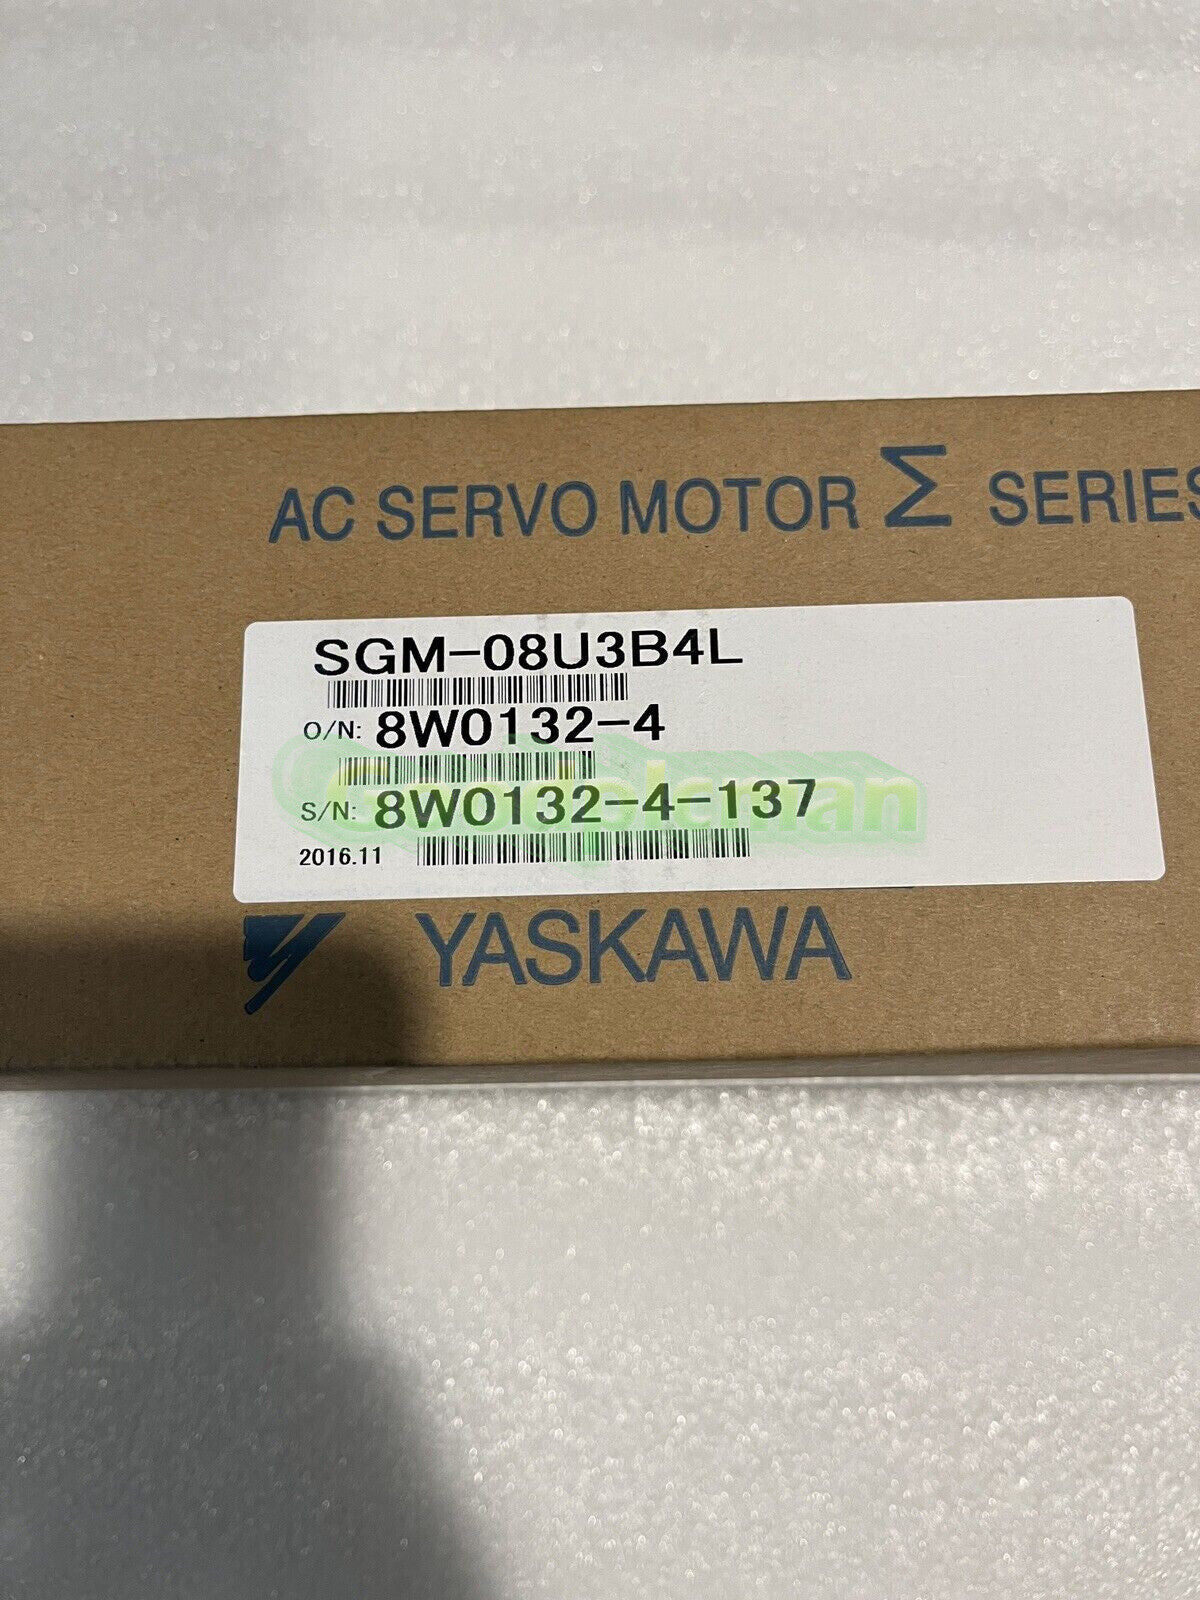 AC SERVO MOTOR Σ SERIES
SGM-08U3B4L
O/N: 8W0132-4
S/N: 8W0132-4-137
2016.11
YASKAWA